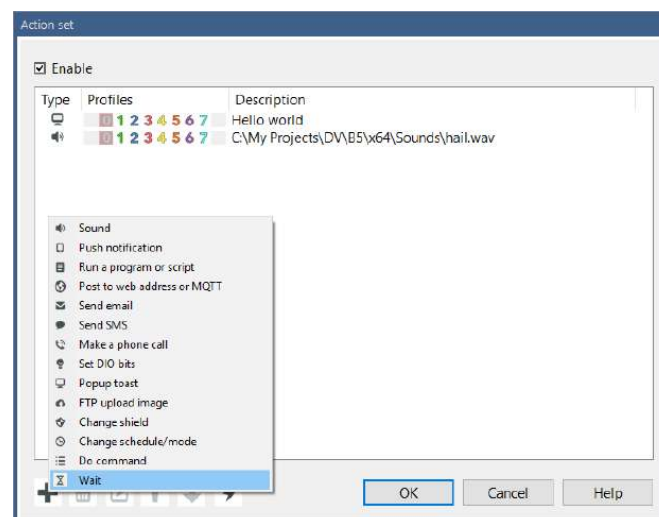 Action set
Enable
Type Profiles Description
0 1 2 3 4 5 6 7 Hello world
0 1 2 3 4 5 6 7 C:\My Projects\DV\B5\x64\Sounds\hail.wav
Sound
Push notification
Run a program or script
Post to web address or MQTT
Send email
Send SMS
Make a phone call
Set DIO bits
Popup toast
FTP upload image
Change shield
Change schedule/mode
Do command
Wait
OK Cancel Help